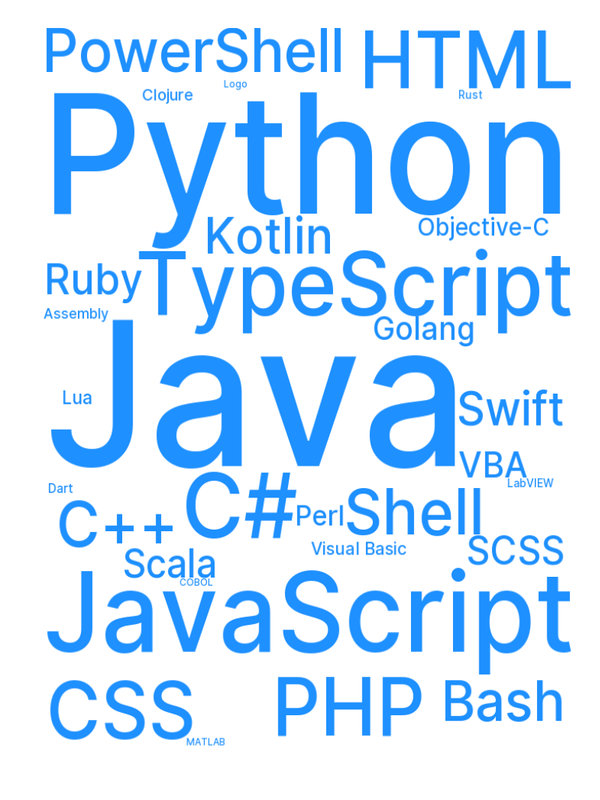 PowerShell
HTML
Logo
Clojure
Rust
Python
Kotlin
Objective-C
Ruby
TypeScript
Assembly
Golang
Java
Lua
Swift
VBA
LabVIEW
Dart
C++
C#
Perl
Shell
Visual Basic
SCSS
Scala
COBOL
JavaScript
CSS
PHP
Bash
MATLAB